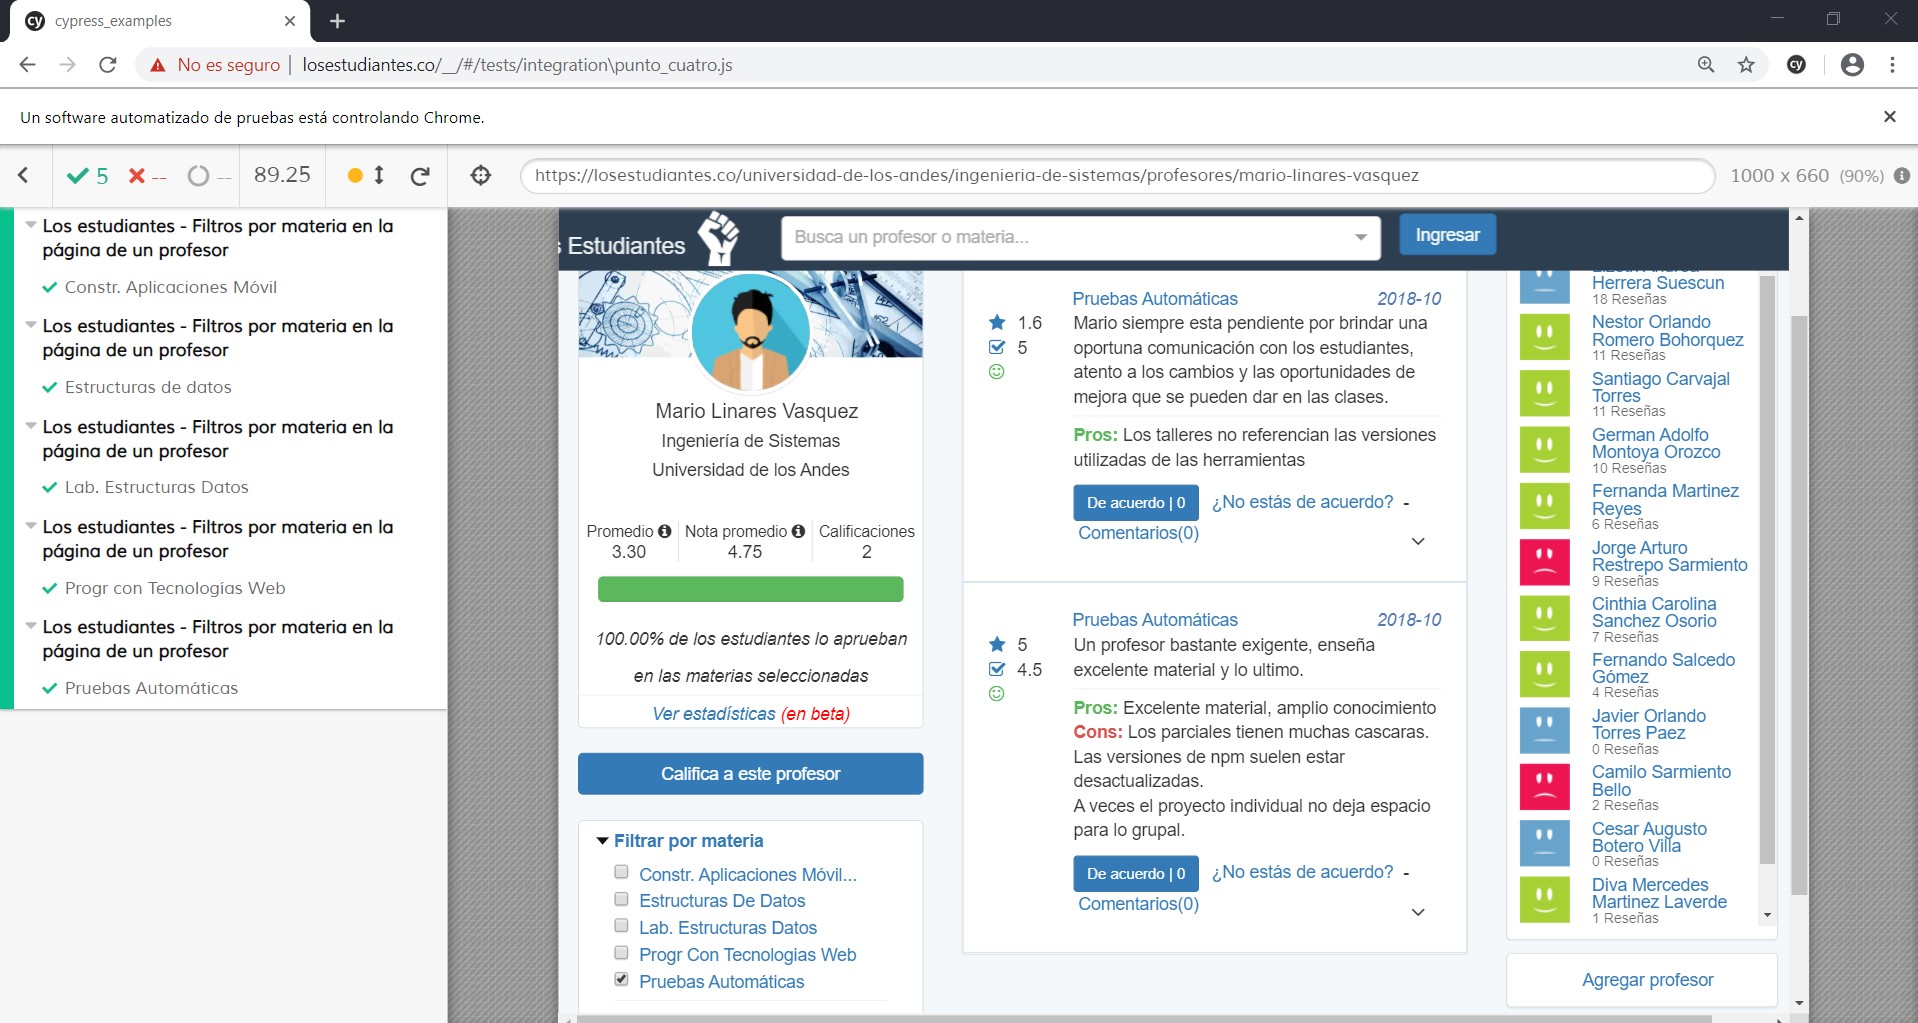 cypress_examples
No es seguro | losestudiantes.co/__/#/tests/integration\punto_cuatro.js
Un software automatizado de pruebas está controlando Chrome.
5 -- -- 89.25
https://losestudiantes.co/universidad-de-los-andes/ingenieria-de-sistemas/profesores/mario-linares-vasquez
1000 x 660 (90%)
Los estudiantes - Filtros por materia en la
página de un profesor
Constr. Aplicaciones Móvil
Los estudiantes - Filtros por materia en la
página de un profesor
Estructuras de datos
Los estudiantes - Filtros por materia en la
página de un profesor
Lab. Estructuras Datos
Los estudiantes - Filtros por materia en la
página de un profesor
Progr con Tecnologías Web
Los estudiantes - Filtros por materia en la
página de un profesor
Pruebas Automáticas
s Estudiantes
Busca un profesor o materia...
Ingresar
Mario Linares Vasquez
Ingeniería de Sistemas
Universidad de los Andes
Promedio Nota promedio Calificaciones
3.30 4.75 2
100.00% de los estudiantes lo aprueban
en las materias seleccionadas
Ver estadísticas (en beta)
Califica a este profesor
Filtrar por materia
Constr. Aplicaciones Móvil...
Estructuras De Datos
Lab. Estructuras Datos
Progr Con Tecnologias Web
Pruebas Automáticas
Pruebas Automáticas 2018-10
1.6
5
Mario siempre esta pendiente por brindar una
oportuna comunicación con los estudiantes,
atento a los cambios y las oportunidades de
mejora que se pueden dar en las clases.
Pros: Los talleres no referencian las versiones
utilizadas de las herramientas
De acuerdo | 0 ¿No estás de acuerdo? -
Comentarios(0)
Pruebas Automáticas 2018-10
5
4.5
Un profesor bastante exigente, enseña
excelente material y lo ultimo.
Pros: Excelente material, amplio conocimiento
Cons: Los parciales tienen muchas cascaras.
Las versiones de npm suelen estar
desactualizadas.
A veces el proyecto individual no deja espacio
para lo grupal.
De acuerdo | 0 ¿No estás de acuerdo? -
Comentarios(0)
Herrera Suescun
18 Reseñas
Nestor Orlando
Romero Bohorquez
11 Reseñas
Santiago Carvajal
Torres
11 Reseñas
German Adolfo
Montoya Orozco
10 Reseñas
Fernanda Martinez
Reyes
6 Reseñas
Jorge Arturo
Restrepo Sarmiento
9 Reseñas
Cinthia Carolina
Sanchez Osorio
7 Reseñas
Fernando Salcedo
Gómez
4 Reseñas
Javier Orlando
Torres Paez
0 Reseñas
Camilo Sarmiento
Bello
2 Reseñas
Cesar Augusto
Botero Villa
0 Reseñas
Diva Mercedes
Martinez Laverde
1 Reseñas
Agregar profesor